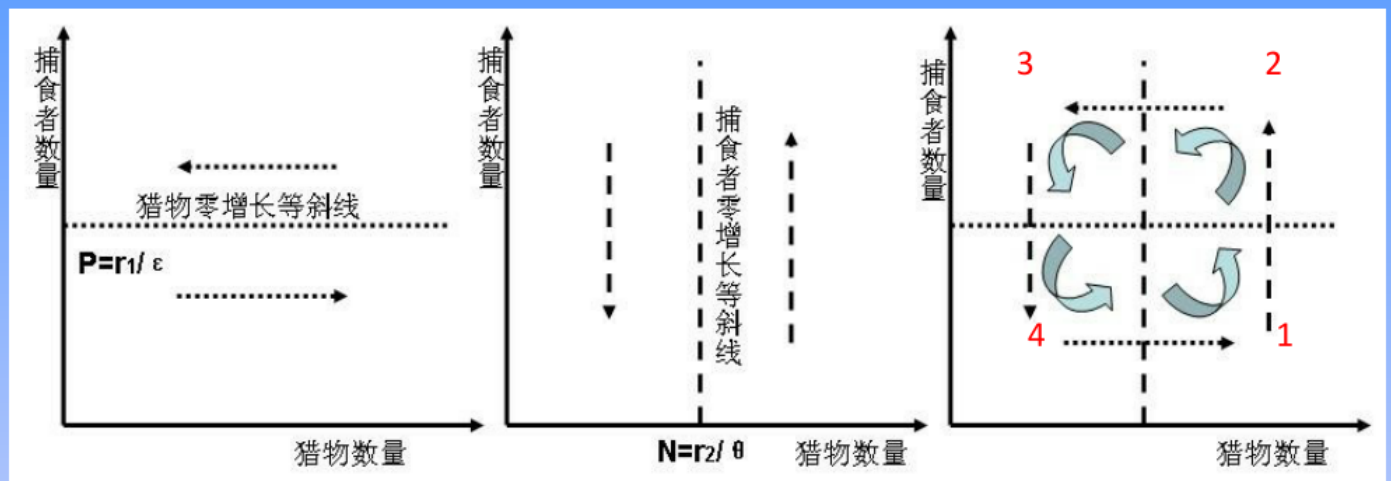 捕食者数量
猎物零增长等斜线
P=r₁/ ε
猎物数量
捕食者数量
捕食者零增长等斜线
N=r₂/ θ
猎物数量
捕食者数量
3
2
4
1
猎物数量